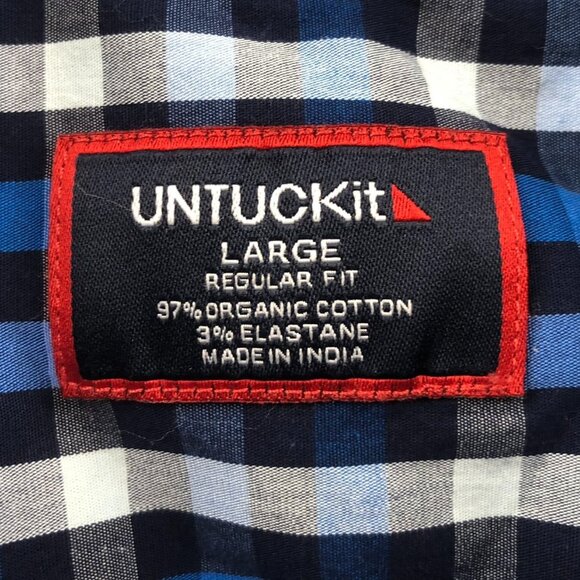 UNTUCKit
LARGE
REGULAR FIT
97% ORGANIC COTTON
3% ELASTANE
MADE IN INDIA